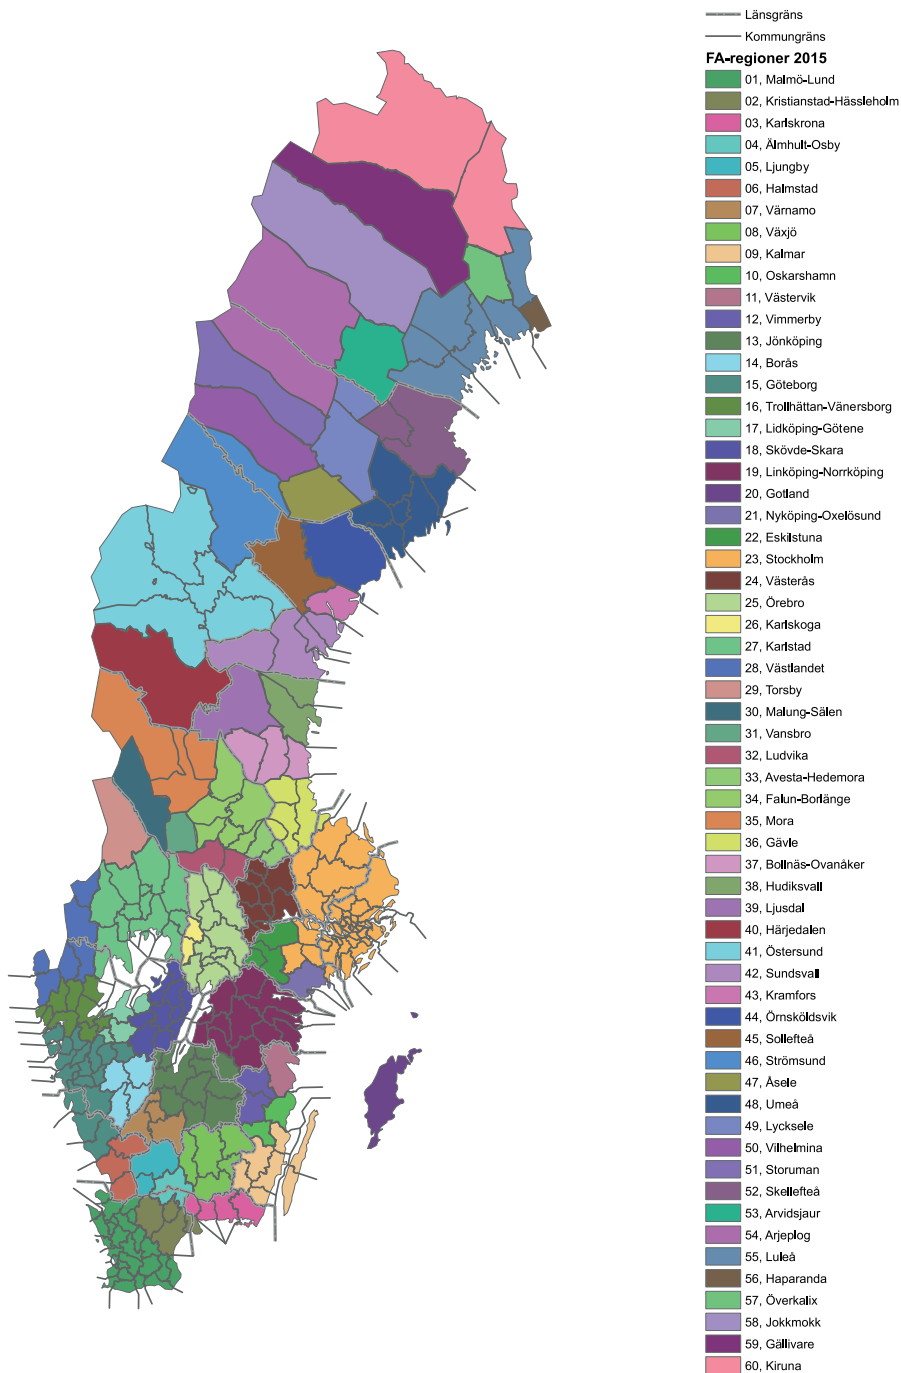 Länsgräns
Kommungräns
FA-regioner 2015
01, Malmö-Lund
02, Kristianstad-Hässleholm
03, Karlskrona
04, Älmhult-Osby
05, Ljungby
06, Halmstad
07, Värnamo
08, Växjö
09, Kalmar
10, Oskarshamn
11, Västervik
12, Vimmerby
13, Jönköping
14, Borås
15, Göteborg
16, Trollhättan-Vänersborg
17, Lidköping-Götene
18, Skövde-Skara
19, Linköping-Norrköping
20, Gotland
21, Nyköping-Oxelösund
22, Eskilstuna
23, Stockholm
24, Västerås
25, Örebro
26, Karlskoga
27, Karlstad
28, Västlandet
29, Torsby
30, Malung-Sälen
31, Vansbro
32, Ludvika
33, Avesta-Hedemora
34, Falun-Borlänge
35, Mora
36, Gävle
37, Bollnäs-Ovanåker
38, Hudiksvall
39, Ljusdal
40, Härjedalen
41, Östersund
42, Sundsvall
43, Kramfors
44, Örnsköldsvik
45, Sollefteå
46, Strömsund
47, Åsele
48, Umeå
49, Lycksele
50, Vilhelmina
51, Storuman
52, Skellefteå
53, Arvidsjaur
54, Arjeplog
55, Luleå
56, Haparanda
57, Överkalix
58, Jokkmokk
59, Gällivare
60, Kiruna